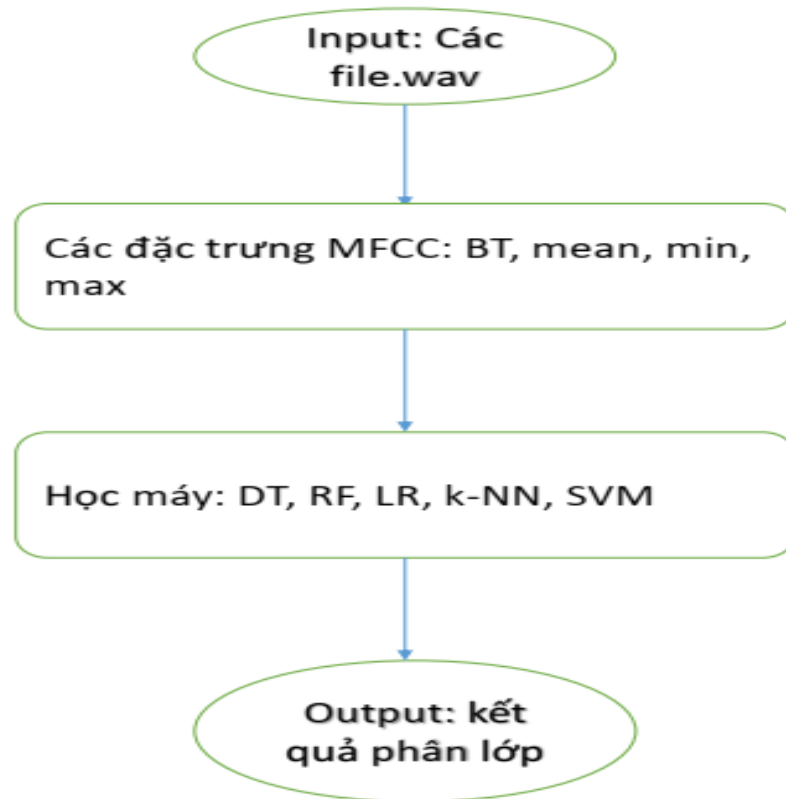 Input: Các
file.wav
Các đặc trưng MFCC: BT, mean, min,
max
Học máy: DT, RF, LR, k-NN, SVM
Output: kết
quả phân lớp